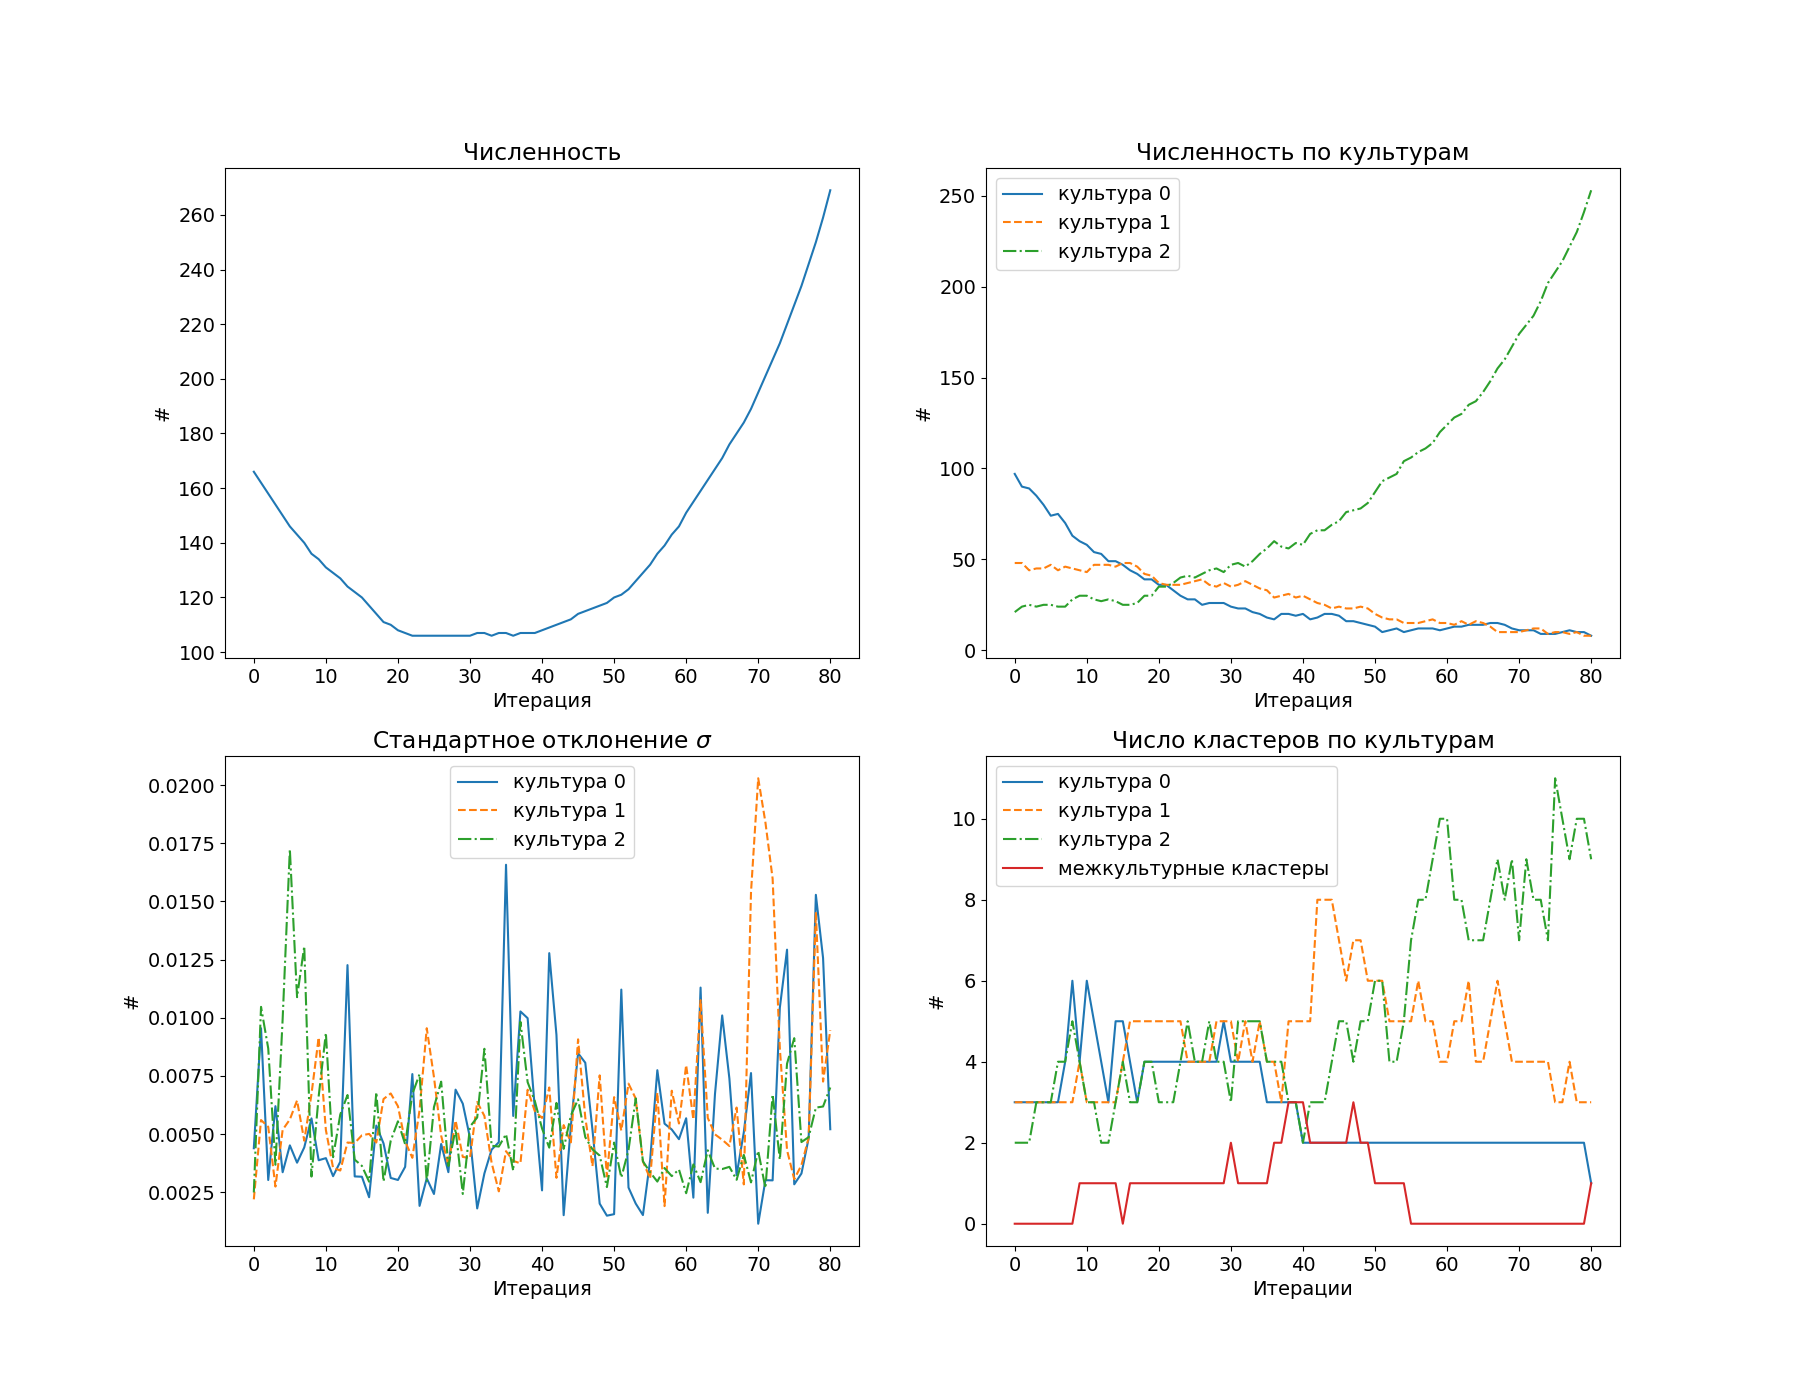 Численность
260
240
220
200
180
160
140
120
100
#
0 10 20 30 40 50 60 70 80
Итерация
Численность по культурам
культура 0
культура 1
культура 2
250
200
150
100
50
0
#
0 10 20 30 40 50 60 70 80
Итерация
Стандартное отклонение σ
культура 0
культура 1
культура 2
0.0200
0.0175
0.0150
0.0125
0.0100
0.0075
0.0050
0.0025
#
0 10 20 30 40 50 60 70 80
Итерация
Число кластеров по культурам
культура 0
культура 1
культура 2
межкультурные кластеры
10
8
6
4
2
0
#
0 10 20 30 40 50 60 70 80
Итерации